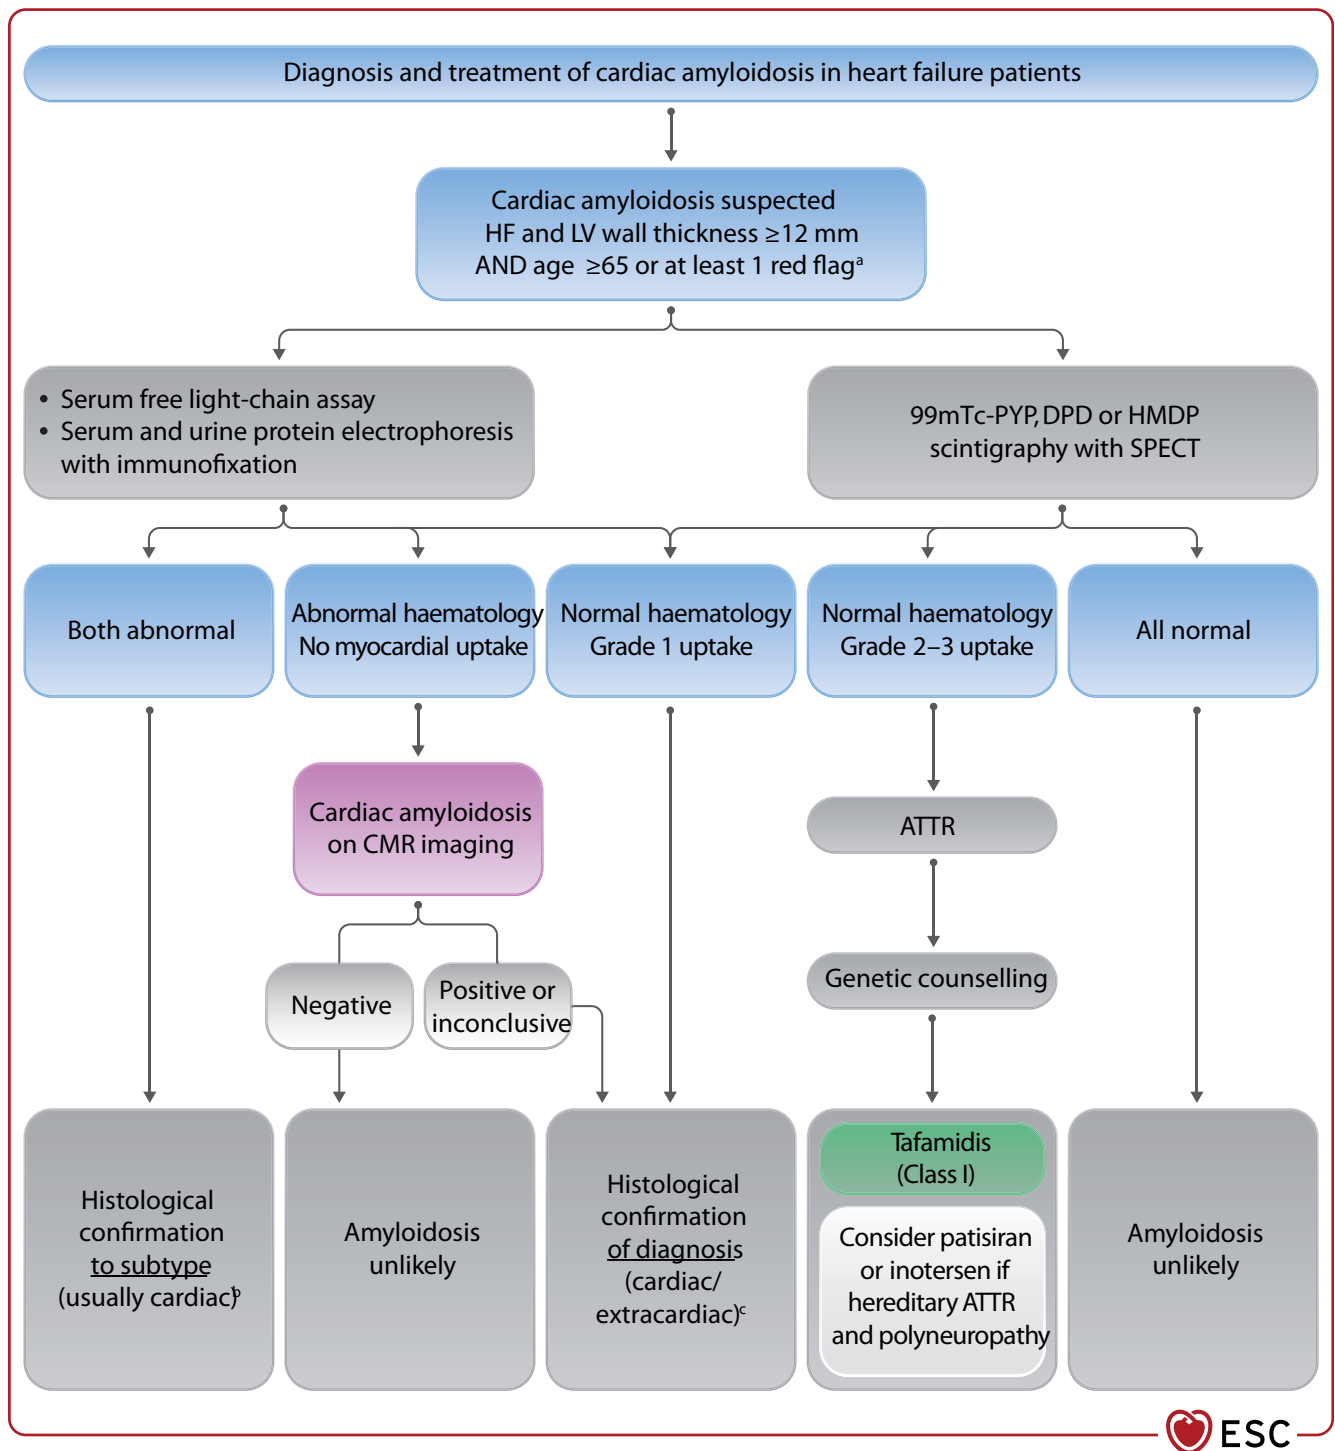 Diagnosis and treatment of cardiac amyloidosis in heart failure patients
Cardiac amyloidosis suspected
HF and LV wall thickness ≥12 mm
AND age ≥65 or at least 1 red flagᵃ
• Serum free light-chain assay
• Serum and urine protein electrophoresis
with immunofixation
99mTc-PYP, DPD or HMDP
scintigraphy with SPECT
Both abnormal
Abnormal haematology
No myocardial uptake
Normal haematology
Grade 1 uptake
Normal haematology
Grade 2–3 uptake
All normal
Cardiac amyloidosis
on CMR imaging
ATTR
Negative
Positive or
inconclusive
Genetic counselling
Histological
confirmation
to subtype
(usually cardiac)ᵇ
Amyloidosis
unlikely
Histological
confirmation
of diagnosis
(cardiac/
extracardiac)ᶜ
Tafamidis
(Class I)
Consider patisiran
or inotersen if
hereditary ATTR
and polyneuropathy
Amyloidosis
unlikely
ESC